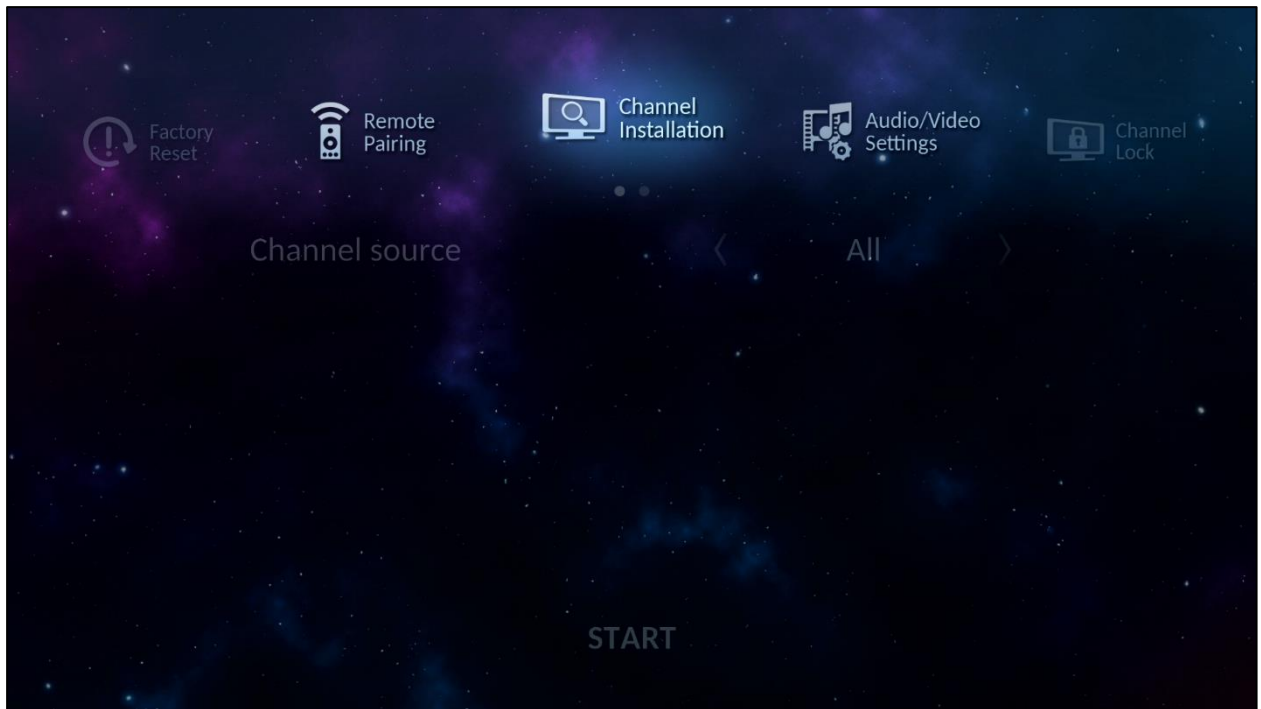 Factory
Reset
Remote
Pairing
Channel
Installation
Audio/Video
Settings
Channel
Lock
Channel source
All
START